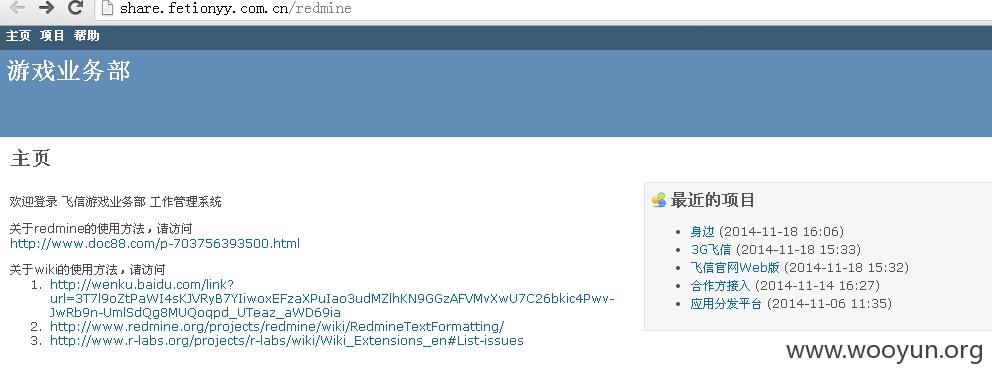 share.fetionyy.com.cn/redmine
主页 项目 帮助
游戏业务部
主页
欢迎登录 飞信游戏业务部 工作管理系统
关于redmine的使用方法，请访问
http://www.doc88.com/p-703756393500.html
关于wiki的使用方法，请访问
1. http://wenku.baidu.com/link?
url=3T7l9oZtPaWI4sKJVRyB7YIiwoxEFzaXPuIao3udMZlhKN9GGzAFVMvXwU7C26bkic4Pwv-
JwRb9n-UmlSdQg8MUQoqpd_UTeaz_aWD69ia
2. http://www.redmine.org/projects/redmine/wiki/RedmineTextFormatting/
3. http://www.r-labs.org/projects/r-labs/wiki/Wiki_Extensions_en#List-issues
最近的项目
身边 (2014-11-18 16:06)
3G飞信 (2014-11-18 15:33)
飞信官网Web版 (2014-11-18 15:32)
合作方接入 (2014-11-14 16:27)
应用分发平台 (2014-11-06 11:35)
www.wooyun.org